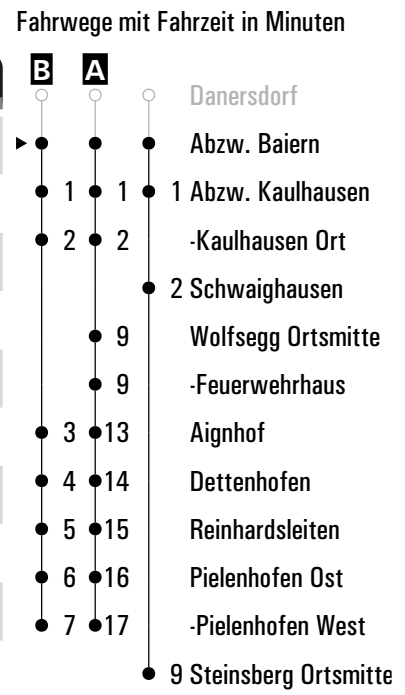 Fahrwege mit Fahrzeit in Minuten
B A
Danersdorf
Abzw. Baiern
1 1 1 Abzw. Kaulhausen
2 2 -Kaulhausen Ort
2 Schwaighausen
9 Wolfsegg Ortsmitte
9 -Feuerwehrhaus
3 13 Aignhof
4 14 Dettenhofen
5 15 Reinhardsleiten
6 16 Pielenhofen Ost
7 17 -Pielenhofen West
9 Steinsberg Ortsmitte